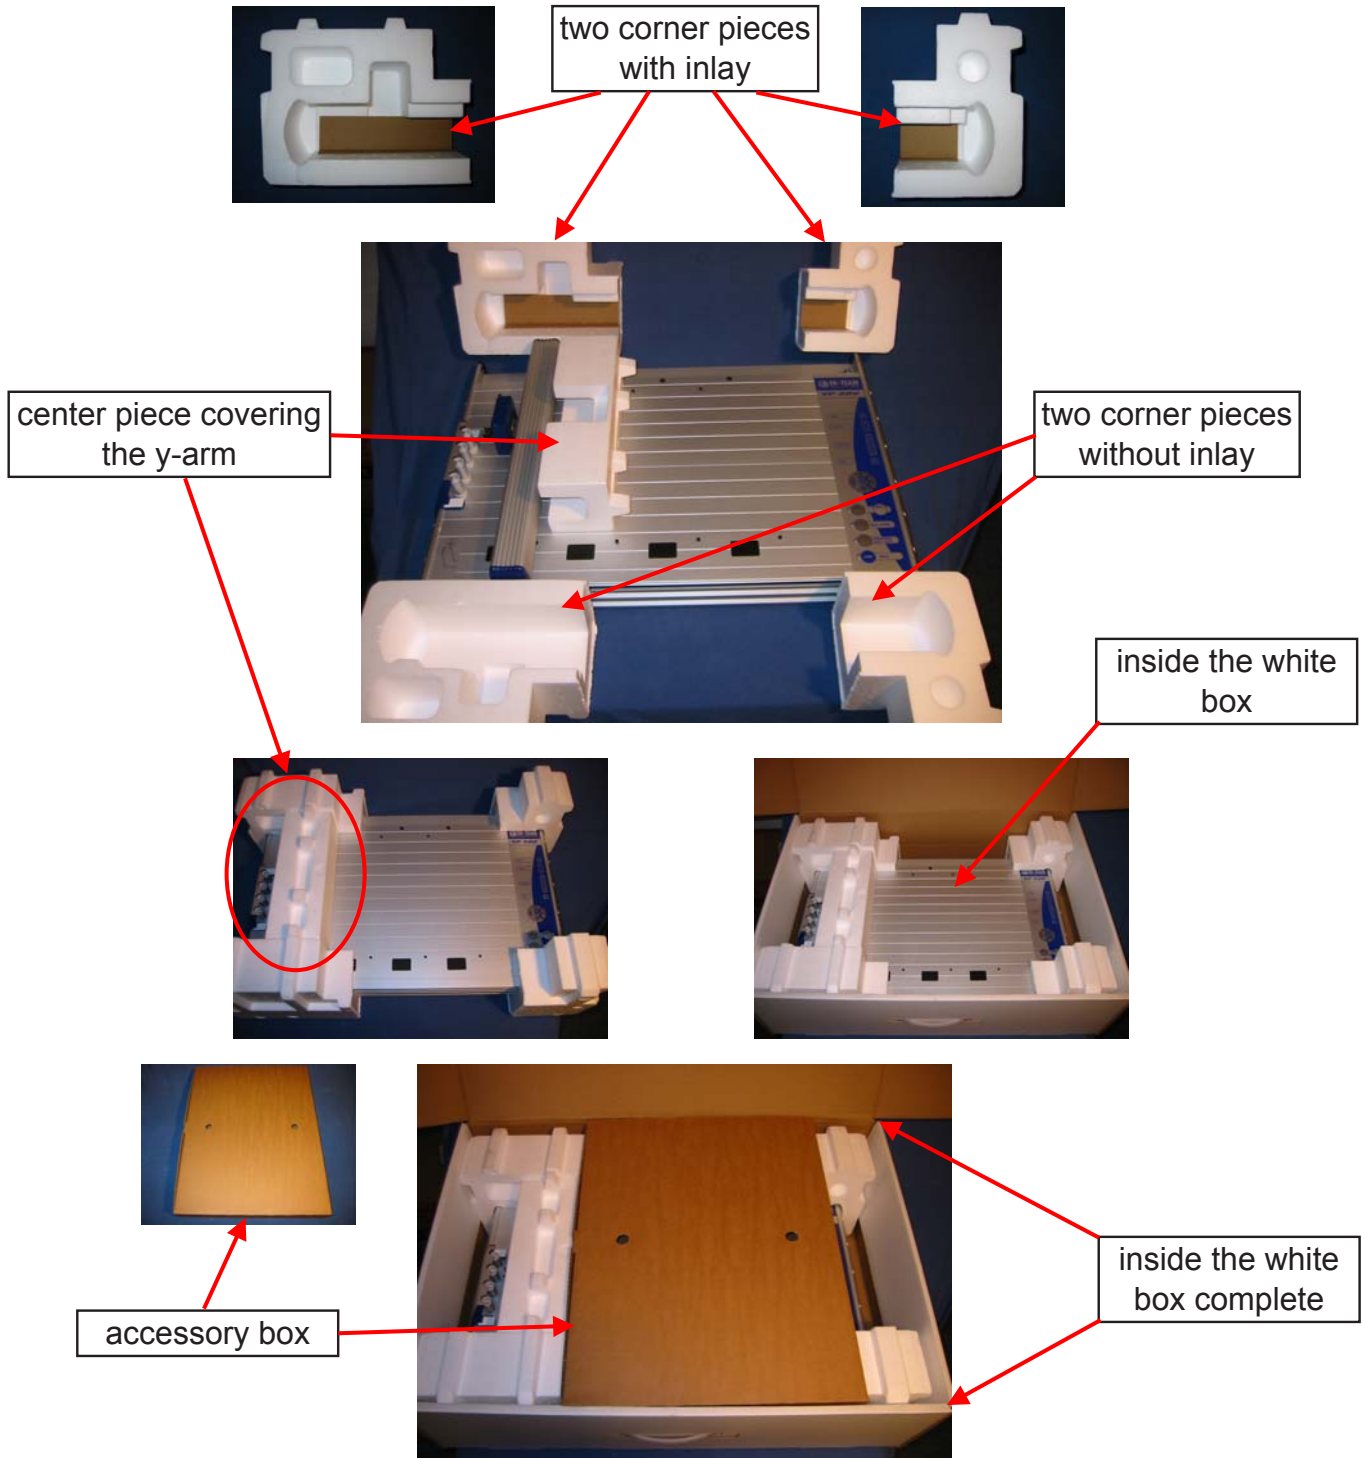 two corner pieces
with inlay
center piece covering
the y-arm
two corner pieces
without inlay
inside the white
box
accessory box
inside the white
box complete